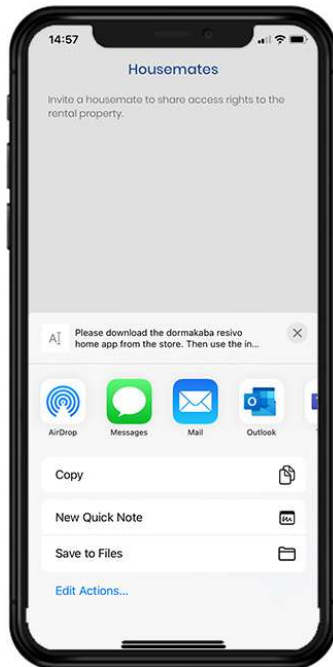 14:57
Housemates
Invite a housemate to share access rights to the
rental property.
Please download the dormakaba resivo
home app from the store. Then use the in...
AirDrop
Messages
Mail
Outlook
Copy
New Quick Note
Save to Files
Edit Actions...